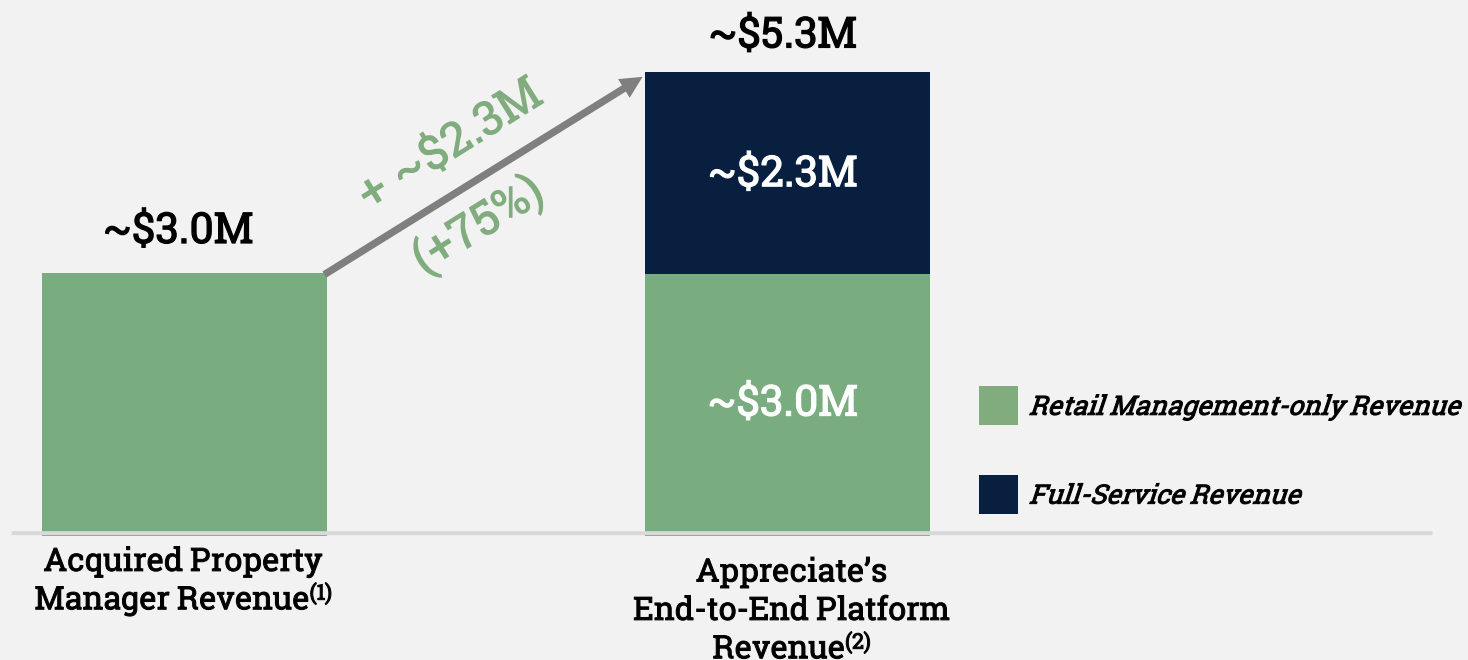 ~$5.3M
+ ~$2.3M
(+75%)
~$3.0M
~$2.3M
~$3.0M
Retail Management-only Revenue
Full-Service Revenue
Acquired Property
Manager Revenue(1)
Appreciate’s
End-to-End Platform
Revenue(2)